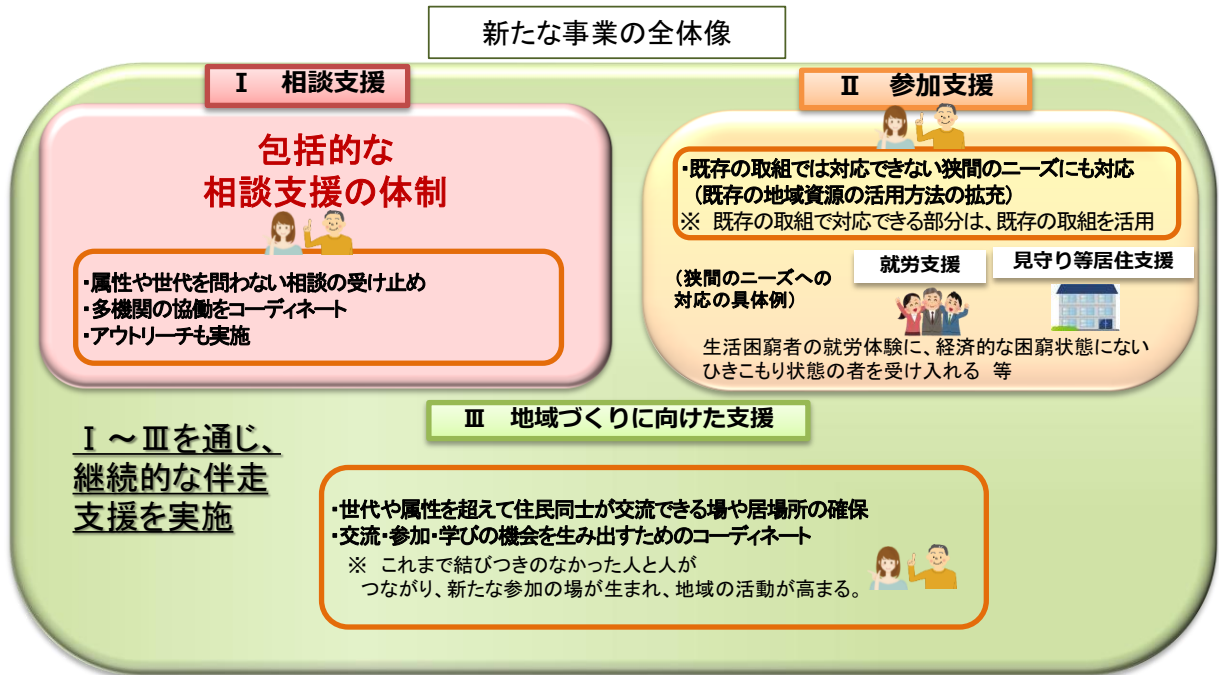 新たな事業の全体像
Ⅰ 相談支援
包括的な
相談支援の体制
・属性や世代を問わない相談の受け止め
・多機関の協働をコーディネート
・アウトリーチも実施
Ⅱ 参加支援
・既存の取組では対応できない狭間のニーズにも対応
（既存の地域資源の活用方法の拡充）
※ 既存の取組で対応できる部分は、既存の取組を活用
（狭間のニーズへの
対応の具体例）
就労支援
見守り等居住支援
生活困窮者の就労体験に、経済的な困窮状態にない
ひきこもり状態の者を受け入れる 等
Ⅲ 地域づくりに向けた支援
Ⅰ～Ⅲを通じ、
継続的な伴走
支援を実施
・世代や属性を超えて住民同士が交流できる場や居場所の確保
・交流・参加・学びの機会を生み出すためのコーディネート
※ これまで結びつきのなかった人と人が
つながり、新たな参加の場が生まれ、地域の活動が高まる。